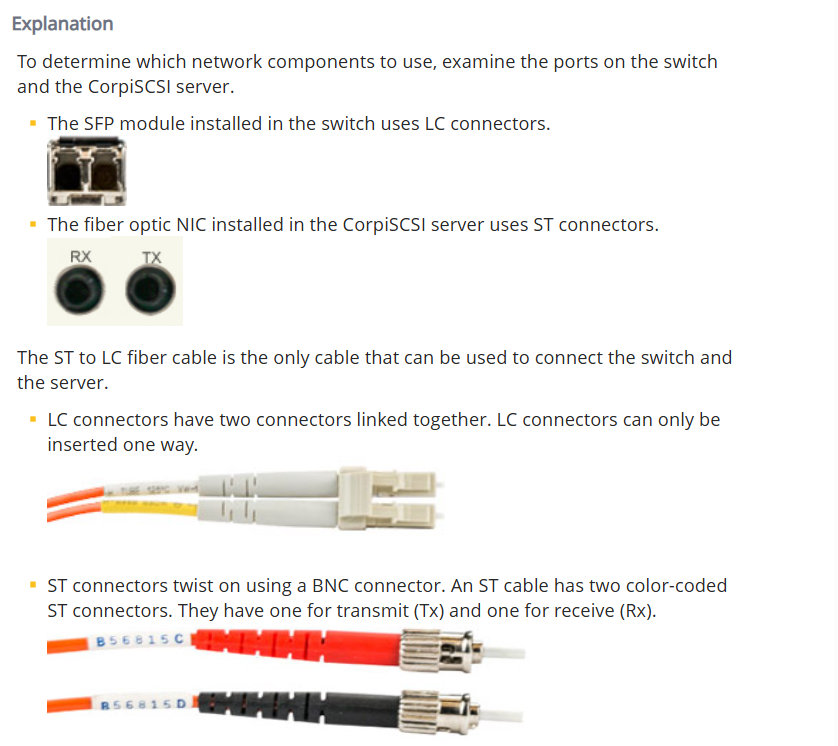 Explanation
To determine which network components to use, examine the ports on the switch
and the CorpiSCSI server.
The SFP module installed in the switch uses LC connectors.
The fiber optic NIC installed in the CorpiSCSI server uses ST connectors.
RX TX
The ST to LC fiber cable is the only cable that can be used to connect the switch and
the server.
LC connectors have two connectors linked together. LC connectors can only be
inserted one way.
ST connectors twist on using a BNC connector. An ST cable has two color-coded
ST connectors. They have one for transmit (Tx) and one for receive (Rx).
B56815C
B56815D